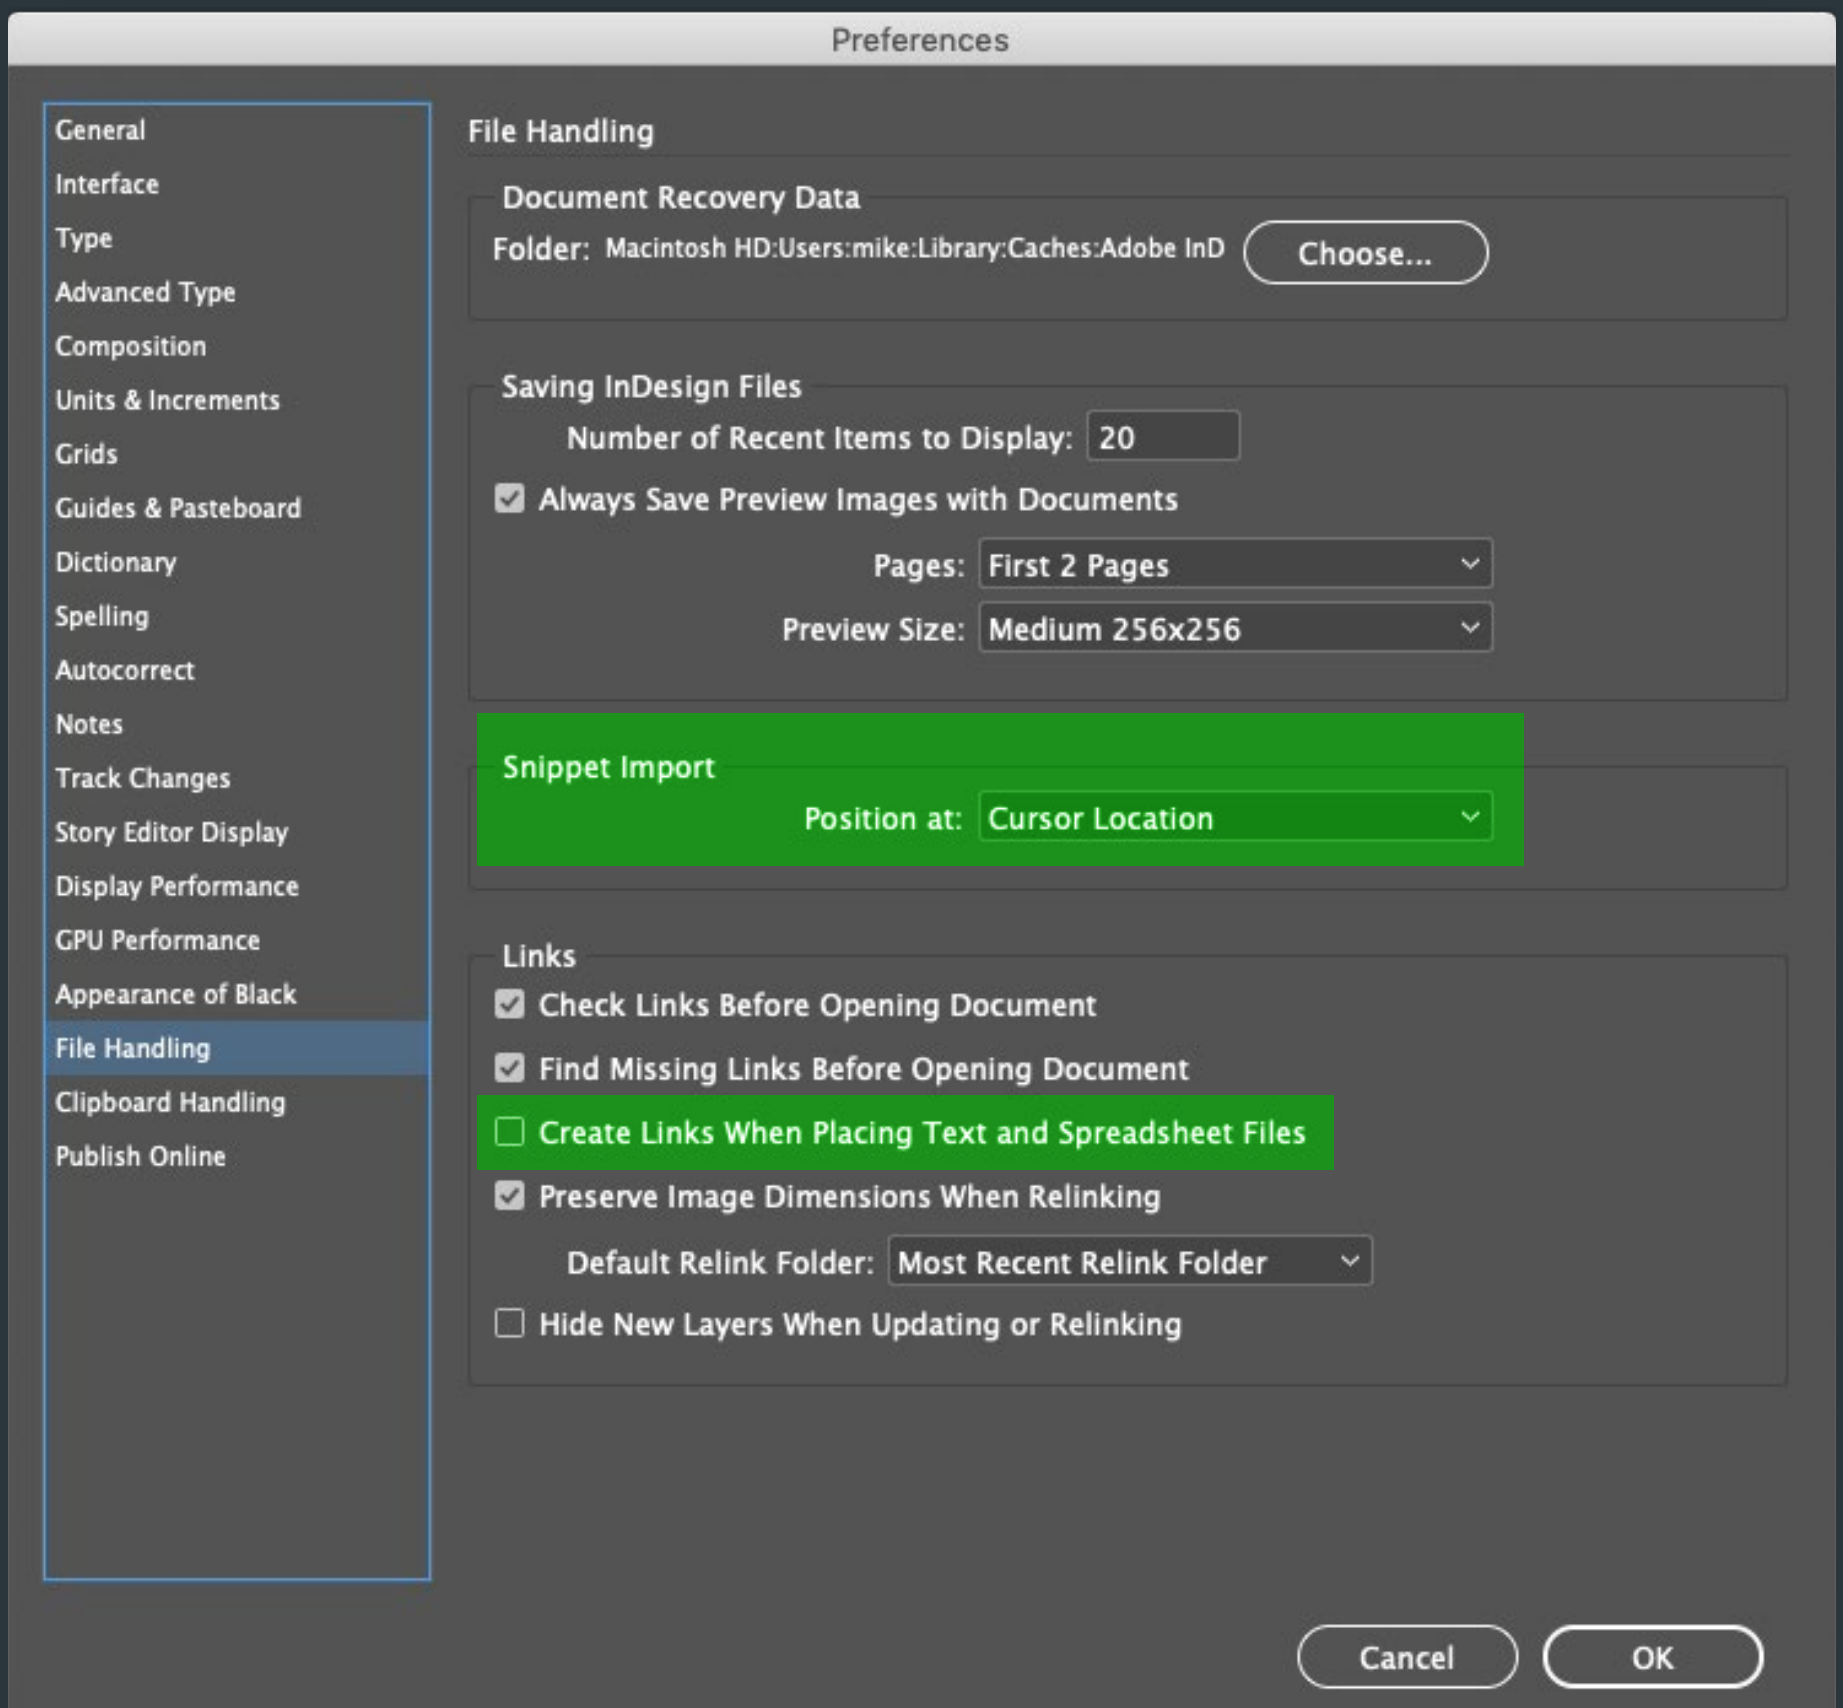 Preferences
General
Interface
Type
Advanced Type
Composition
Units & Increments
Grids
Guides & Pasteboard
Dictionary
Spelling
Autocorrect
Notes
Track Changes
Story Editor Display
Display Performance
GPU Performance
Appearance of Black
File Handling
Clipboard Handling
Publish Online
File Handling
Document Recovery Data
Folder: Macintosh HD:Users:mike:Library:Caches:Adobe InD Choose...
Saving InDesign Files
Number of Recent Items to Display: 20
Always Save Preview Images with Documents
Pages: First 2 Pages
Preview Size: Medium 256x256
Snippet Import
Position at: Cursor Location
Links
Check Links Before Opening Document
Find Missing Links Before Opening Document
Create Links When Placing Text and Spreadsheet Files
Preserve Image Dimensions When Relinking
Default Relink Folder: Most Recent Relink Folder
Hide New Layers When Updating or Relinking
Cancel OK